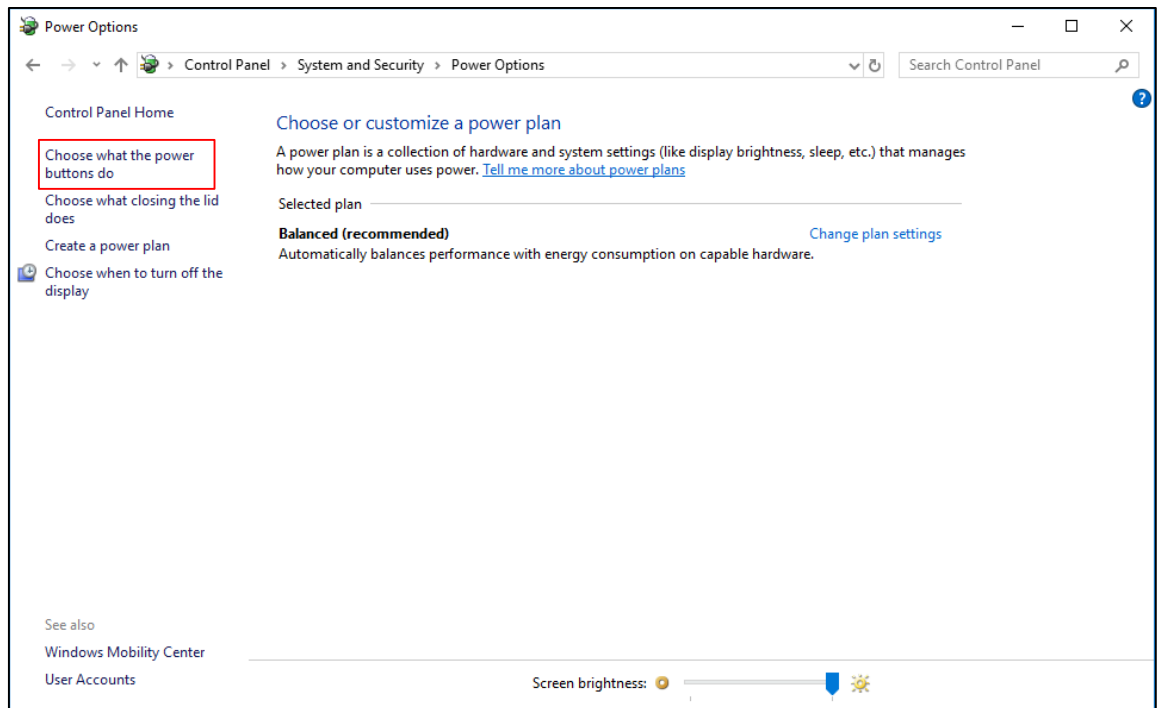 Power Options
Control Panel > System and Security > Power Options
Search Control Panel
Control Panel Home
Choose what the power
buttons do
Choose what closing the lid
does
Create a power plan
Choose when to turn off the
display
Choose or customize a power plan
A power plan is a collection of hardware and system settings (like display brightness, sleep, etc.) that manages
how your computer uses power. Tell me more about power plans
Selected plan
Balanced (recommended)
Change plan settings
Automatically balances performance with energy consumption on capable hardware.
See also
Windows Mobility Center
User Accounts
Screen brightness: